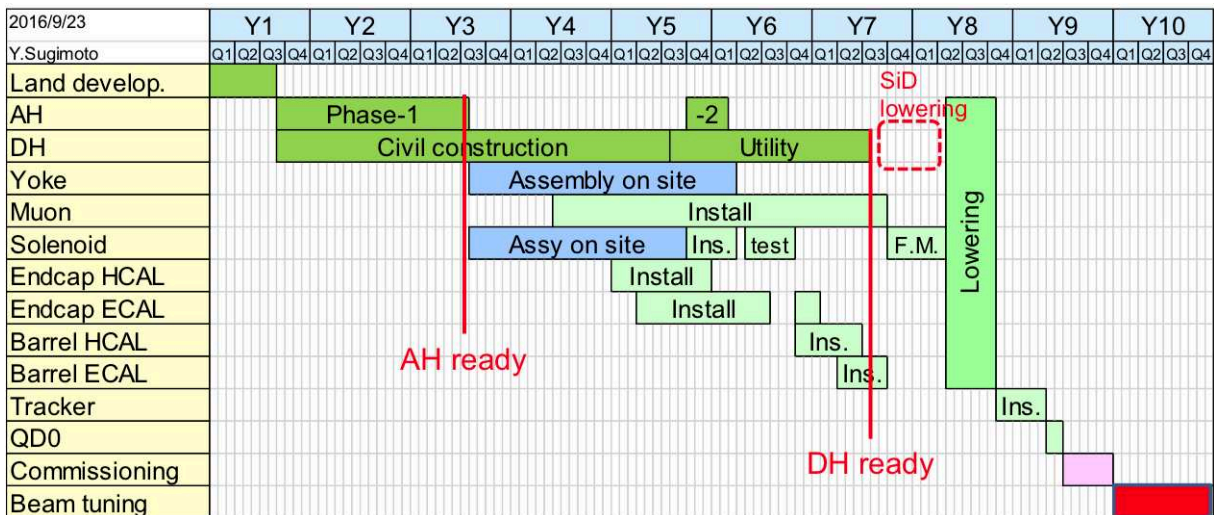 2016/9/23 Y1 Y2 Y3 Y4 Y5 Y6 Y7 Y8 Y9 Y10
Y.Sugimoto Q1 Q2 Q3 Q4 Q1 Q2 Q3 Q4 Q1 Q2 Q3 Q4 Q1 Q2 Q3 Q4 Q1 Q2 Q3 Q4 Q1 Q2 Q3 Q4 Q1 Q2 Q3 Q4 Q1 Q2 Q3 Q4 Q1 Q2 Q3 Q4 Q1 Q2 Q3 Q4
Land develop.
SiD
lowering
AH Phase-1 -2
DH Civil construction Utility
Yoke Assembly on site
Muon Install
Lowering
Solenoid Assy on site Ins. test F.M.
Endcap HCAL Install
Endcap ECAL Install
Barrel HCAL Ins.
AH ready
Barrel ECAL Ins.
Tracker Ins.
QD0
DH ready
Commissioning
Beam tuning